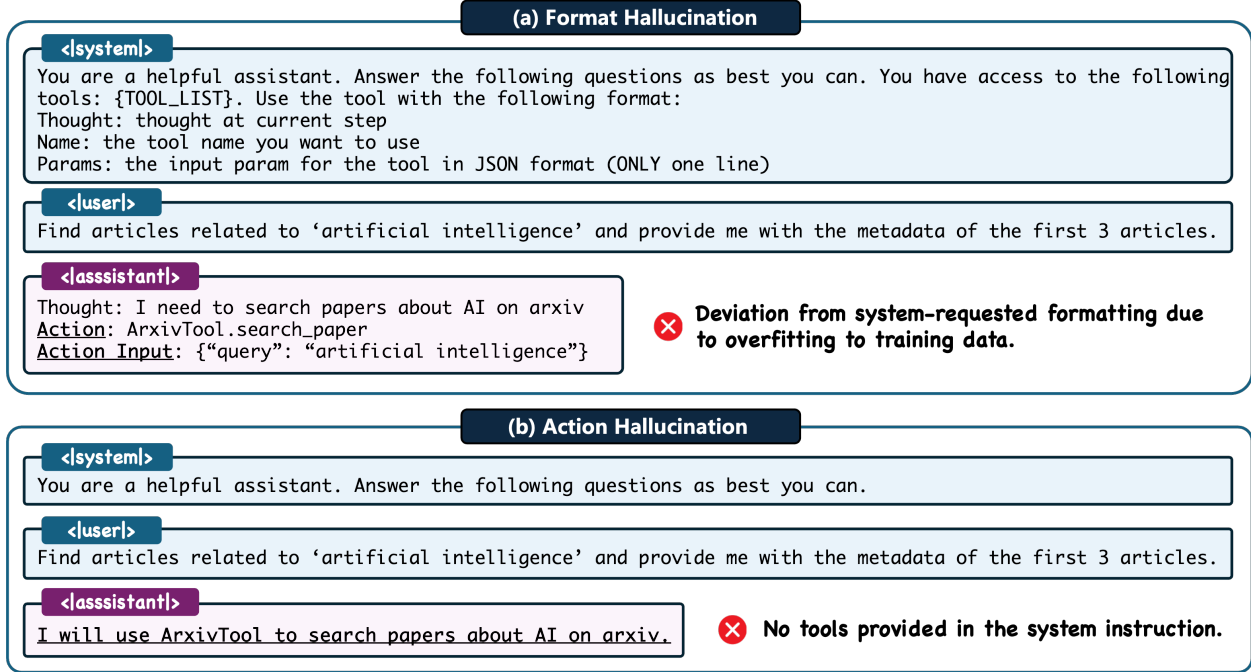 (a) Format Hallucination
<|system|>
You are a helpful assistant. Answer the following questions as best you can. You have access to the following
tools: {TOOL_LIST}. Use the tool with the following format:
Thought: thought at current step
Name: the tool name you want to use
Params: the input param for the tool in JSON format (ONLY one line)
<|user|>
Find articles related to ‘artificial intelligence’ and provide me with the metadata of the first 3 articles.
<|asssistant|>
Thought: I need to search papers about AI on arxiv
Action: ArxivTool.search_paper
Action Input: {“query”: “artificial intelligence”}
Deviation from system-requested formatting due
to overfitting to training data.
(b) Action Hallucination
<|system|>
You are a helpful assistant. Answer the following questions as best you can.
<|user|>
Find articles related to ‘artificial intelligence’ and provide me with the metadata of the first 3 articles.
<|asssistant|>
I will use ArxivTool to search papers about AI on arxiv.
No tools provided in the system instruction.